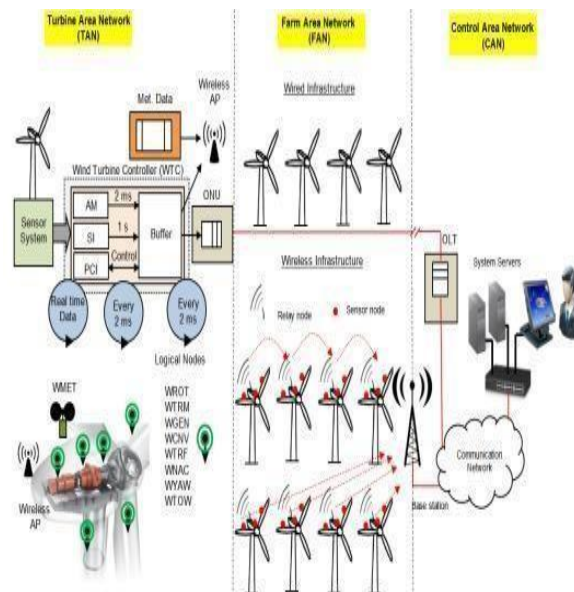 Turbine Area Network
(TAN)
Farm Area Network
(FAN)
Control Area Network
(CAN)
Wireless
AP
Met. Data
Wired Infrastructure
Wind Turbine Controller (WTC)
AM
2 ms
Buffer
ONU
Sensor
System
SI
1 s
PCI
Control
OLT
System Servers
Wireless Infrastructure
Real time
Data
Every
2 ms
Every
2 ms
Relay node
Sensor node
Logical Nodes
WMET
WROT
WTRM
WGEN
WCNV
WTRF
WNAC
WYAW
WTOW
Wireless
AP
Communication
Network
Base station